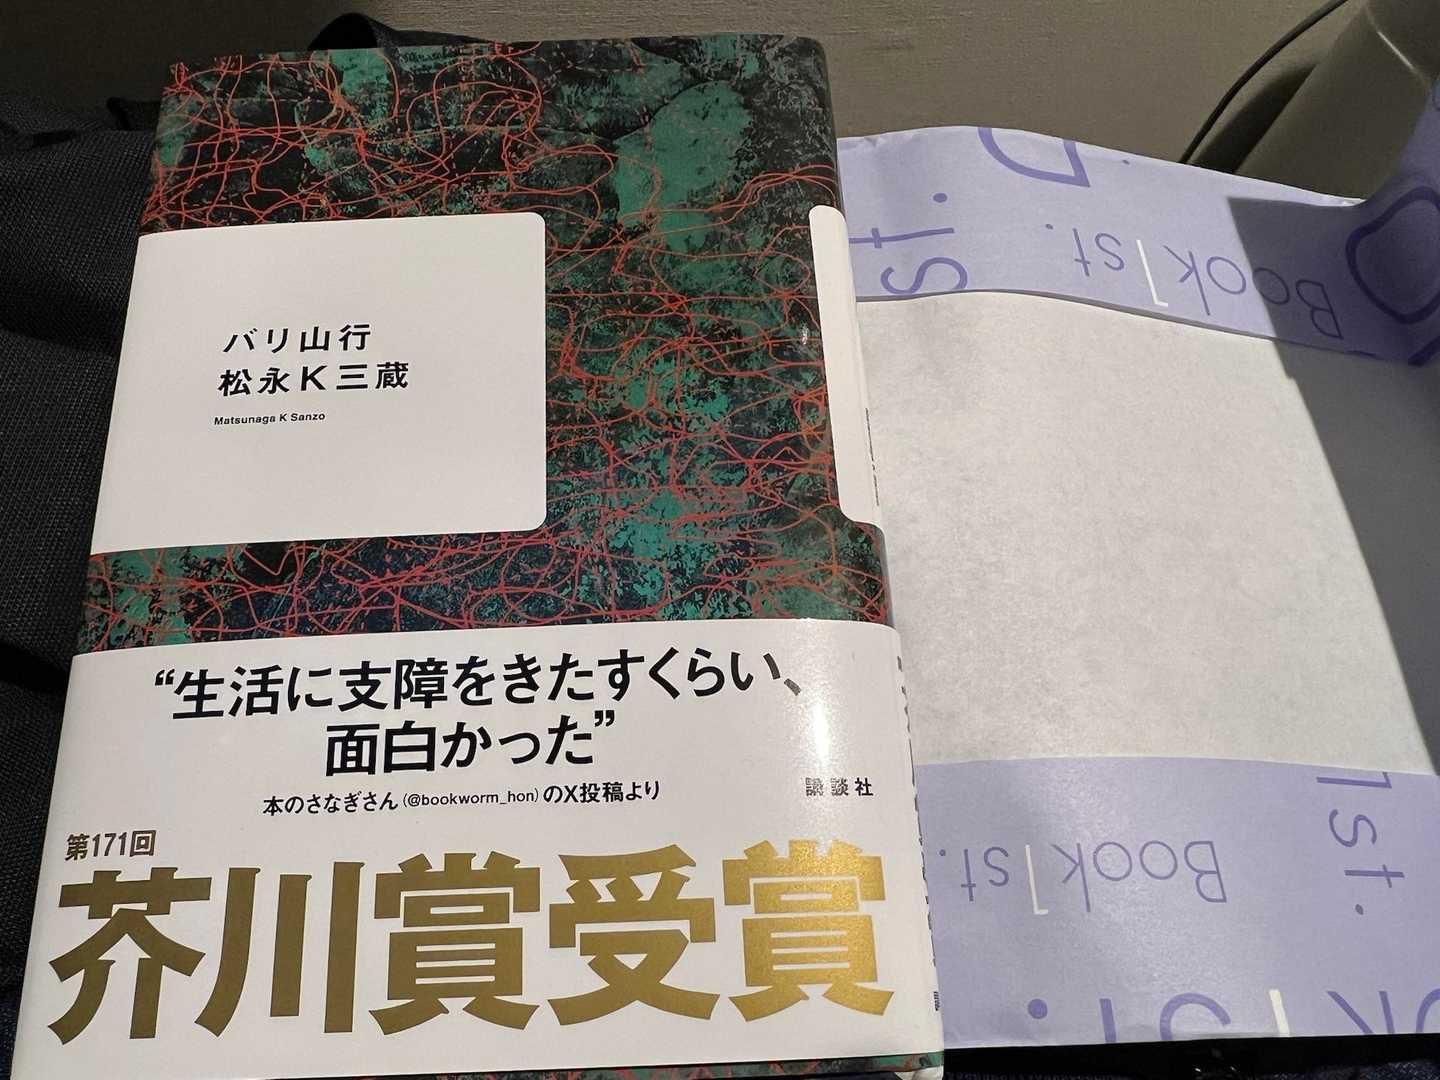 バリ山行
松永K三蔵
Matsunaga K Sanzo
“生活に支障をきたすくらい、
面白かった”
本のさなぎさん(@bookworm_hon)のX投稿より
講談社
第171回
芥川賞受賞
Book1st.
1st.
Book1st.
1st.